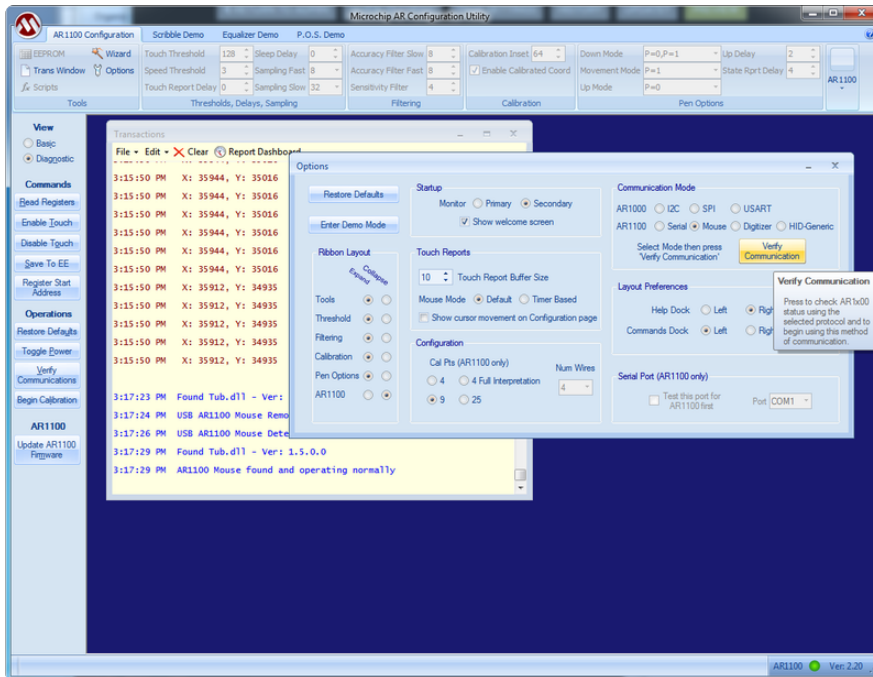 Microchip AR Configuration Utility
AR1100 Configuration Scribble Demo Equalizer Demo P.O.S. Demo
EEPROM Wizard Touch Threshold 128 Sleep Delay 0 Accuracy Filter Slow 8 Calibration Inset 64 Down Mode P=0,P=1 Up Delay 2
Trans Window Options Speed Threshold 3 Sampling Fast 8 Accuracy Filter Fast 8 Enable Calibrated Coord Movement Mode P=1 State Rprt Delay 4
Scripts Touch Report Delay 0 Sampling Slow 32 Sensitivity Filter 4 Up Mode P=0
AR1100
Tools Thresholds, Delays, Sampling Filtering Calibration Pen Options
View
Basic
Diagnostic
Commands
Read Registers
Enable Touch
Disable Touch
Save To EE
Register Start
Address
Operations
Restore Defaults
Toggle Power
Verify
Communications
Begin Calibration
AR1100
Update AR1100
Firmware
Transactions
File Edit Clear Report Dashboard
3:15:50 PM X: 35944, Y: 35016
3:15:50 PM X: 35944, Y: 35016
3:15:50 PM X: 35944, Y: 35016
3:15:50 PM X: 35944, Y: 35016
3:15:50 PM X: 35944, Y: 35016
3:15:50 PM X: 35944, Y: 35016
3:15:50 PM X: 35912, Y: 34935
3:15:50 PM X: 35912, Y: 34935
3:15:50 PM X: 35912, Y: 34935
3:15:50 PM X: 35912, Y: 34935
3:15:50 PM X: 35912, Y: 34935
3:17:23 PM Found Tub.dll - Ver:
3:17:24 PM USB AR1100 Mouse Remo
3:17:26 PM USB AR1100 Mouse Dete
3:17:29 PM Found Tub.dll - Ver: 1.5.0.0
3:17:29 PM AR1100 Mouse found and operating normally
Options
Restore Defaults
Enter Demo Mode
Ribbon Layout
Expand Collapse
Tools
Threshold
Filtering
Calibration
Pen Options
AR1100
Startup
Monitor Primary Secondary
Show welcome screen
Touch Reports
10 Touch Report Buffer Size
Mouse Mode Default Timer Based
Show cursor movement on Configuration page
Configuration
Cal Pts (AR1100 only) Num Wires
4 4 Full Interpretation 4
9 25
Communication Mode
AR1000 I2C SPI USART
AR1100 Serial Mouse Digitizer HID-Generic
Select Mode then press
'Verify Communication'
Verify
Communication
Layout Preferences
Help Dock Left Righ
Commands Dock Left Righ
Serial Port (AR1100 only)
Test this port for
AR1100 first
Port COM1
Verify Communication
Press to check AR1x00
status using the
selected protocol and to
begin using this method
of communication.
AR1100 Ver: 2.20